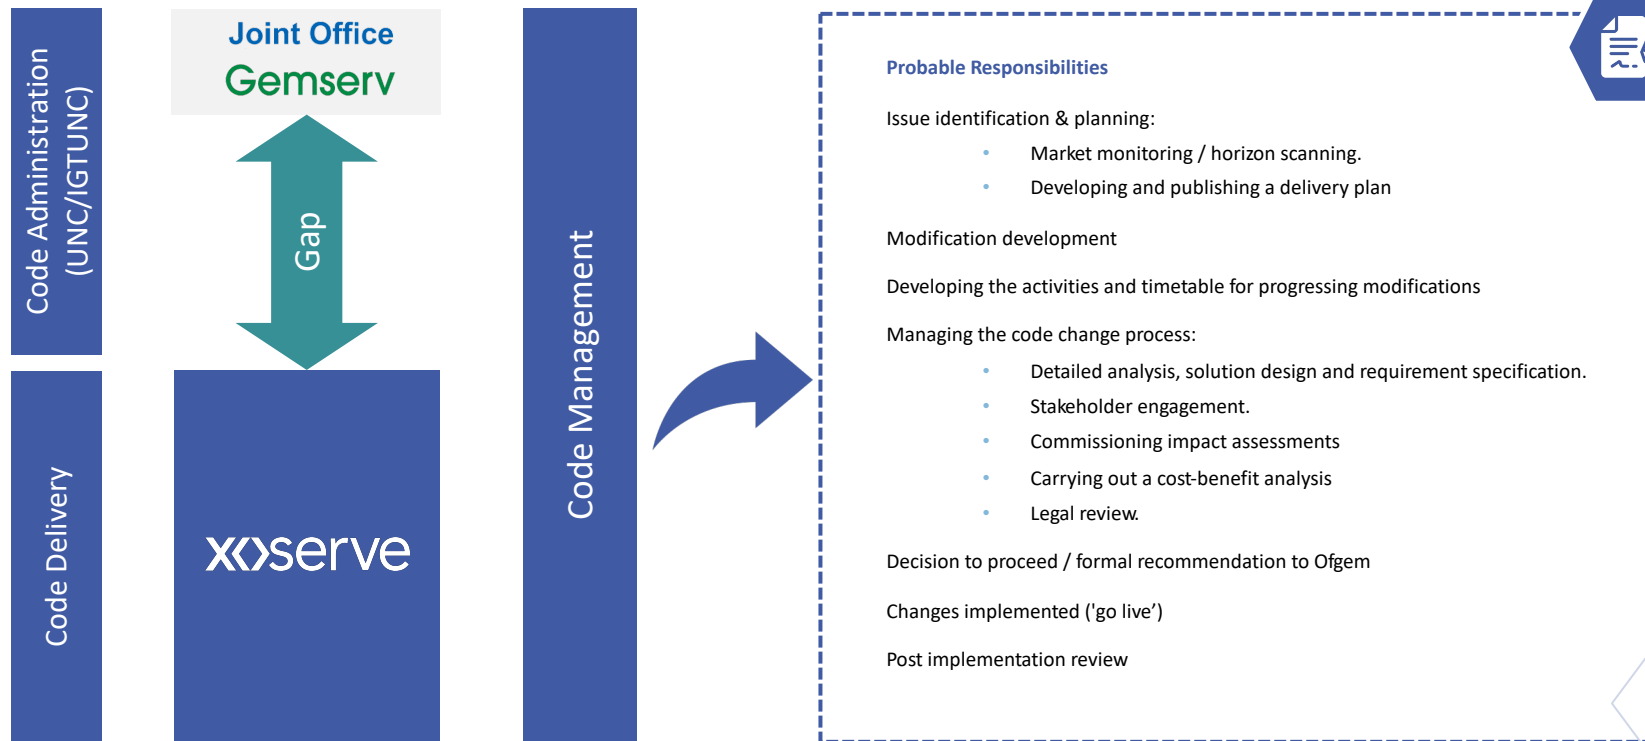 Code Administration
(UNC/IGTUNC)
Joint Office
Gemserv
Gap
Code Delivery
xoserve
Code Management
Probable Responsibilities
Issue identification & planning:
• Market monitoring / horizon scanning.
• Developing and publishing a delivery plan
Modification development
Developing the activities and timetable for progressing modifications
Managing the code change process:
• Detailed analysis, solution design and requirement specification.
• Stakeholder engagement.
• Commissioning impact assessments
• Carrying out a cost-benefit analysis
• Legal review.
Decision to proceed / formal recommendation to Ofgem
Changes implemented ('go live’)
Post implementation review